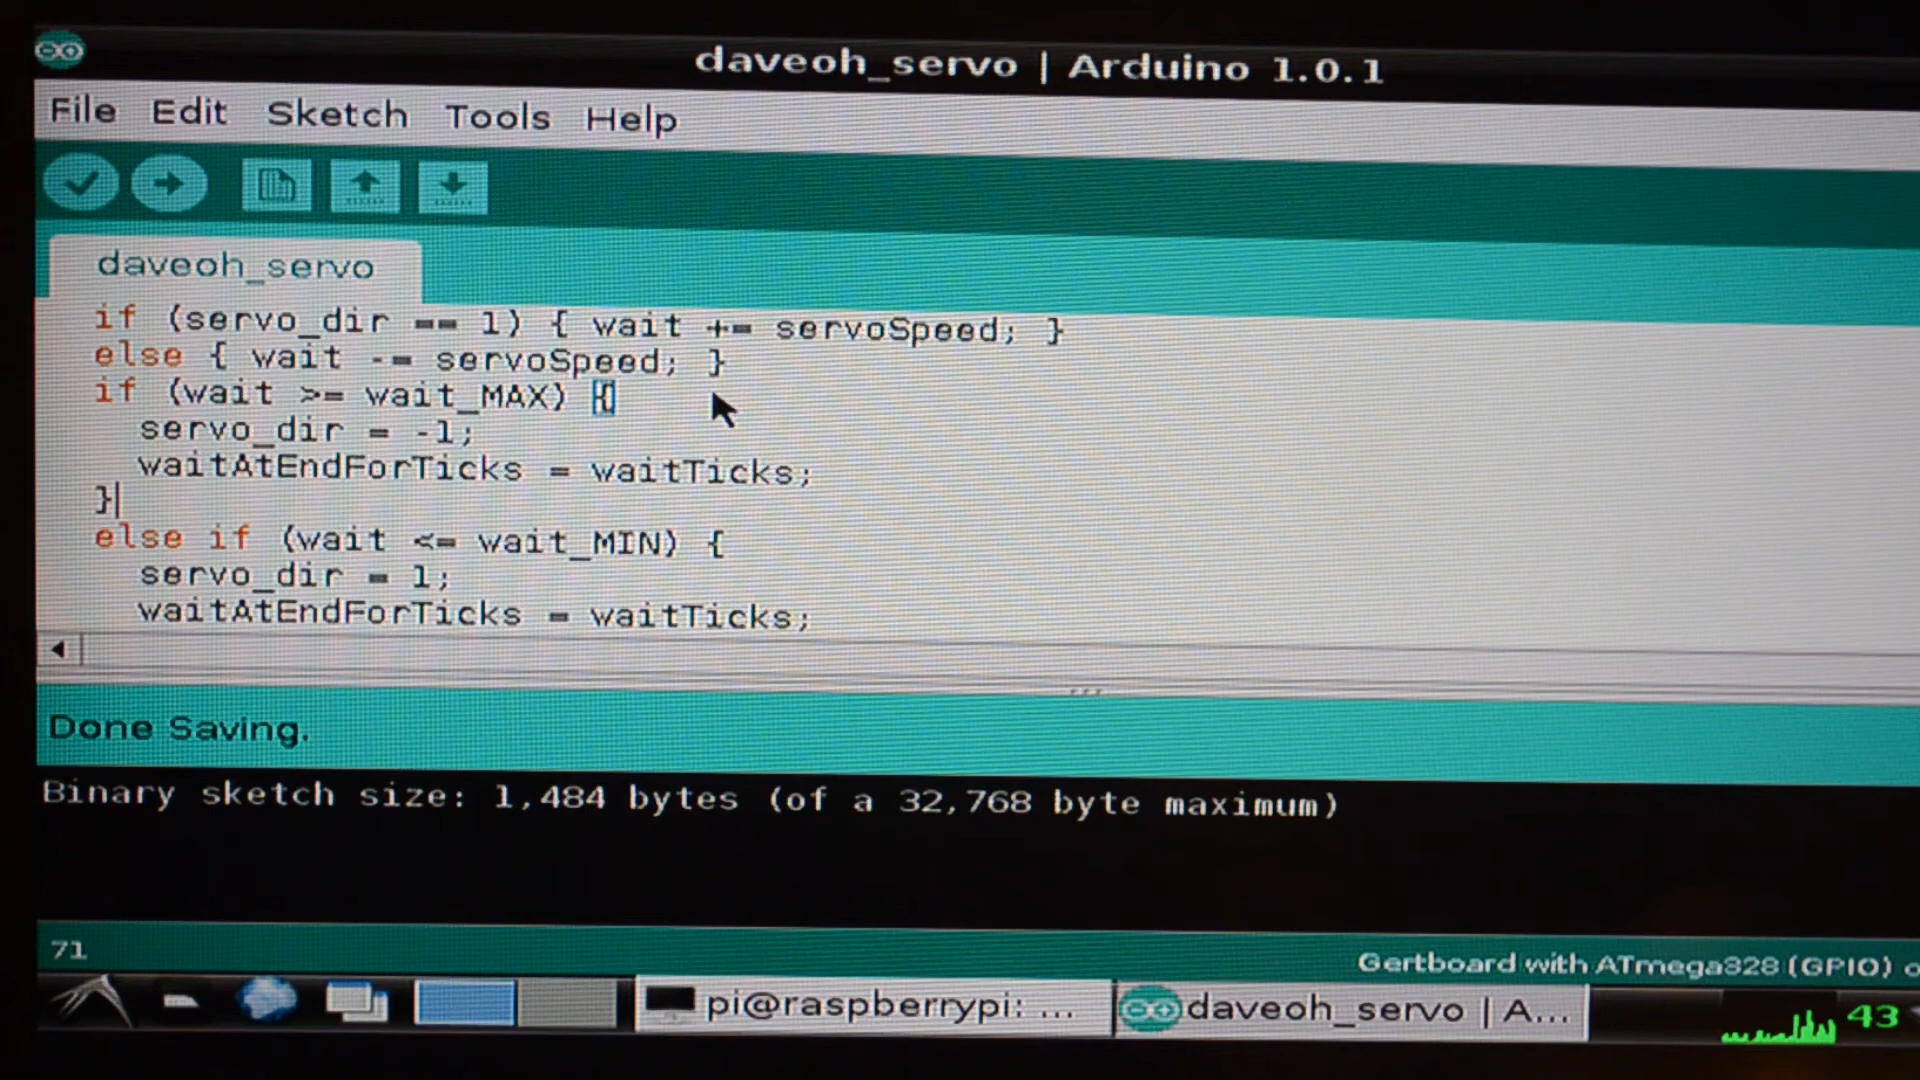 daveoh_servo | Arduino 1.0.1
File Edit Sketch Tools Help
daveoh_servo
if (servo_dir == 1) { wait += servoSpeed; }
else { wait -= servoSpeed; }
if (wait >= wait_MAX) {
servo_dir = -1;
waitAtEndForTicks = waitTicks;
}
else if (wait <= wait_MIN) {
servo_dir = 1;
waitAtEndForTicks = waitTicks;
Done Saving.
Binary sketch size: 1,484 bytes (of a 32,768 byte maximum)
71
Gertboard with ATmega328 (GPIO) o
pi@raspberrypi: ...
daveoh_servo | A...
43